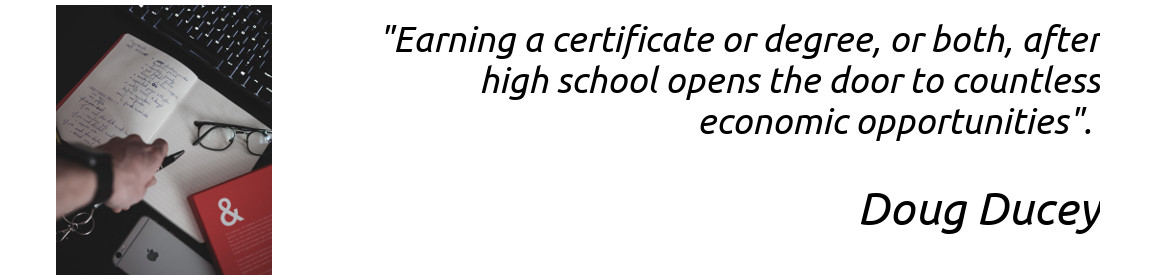 "Earning a certificate or degree, or both, after
high school opens the door to countless
economic opportunities".
Doug Ducey
&